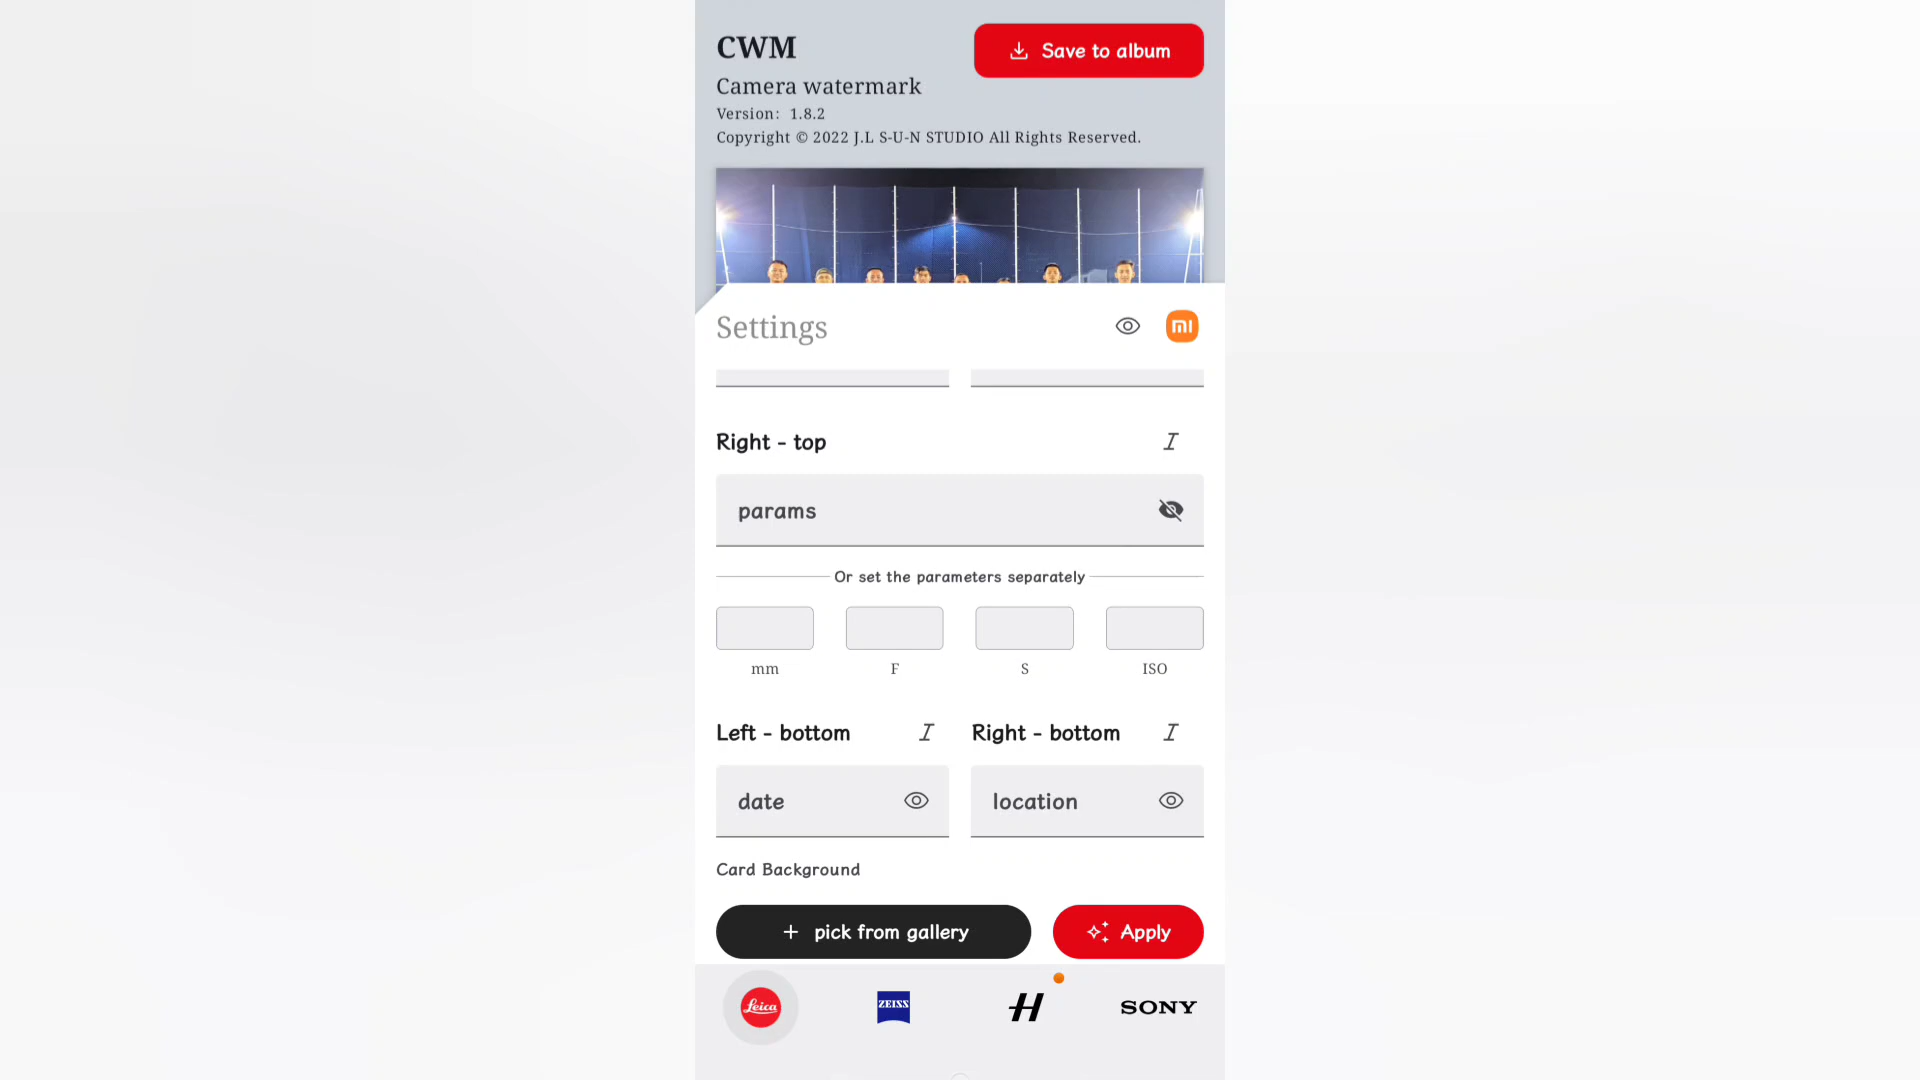 CWM
Save to album
Camera watermark
Version: 1.8.2
Copyright © 2022 J.L S-U-N STUDIO All Rights Reserved.
Settings
mi
Right - top
params
Or set the parameters separately
mm F S ISO
Left - bottom
Right - bottom
date
location
Card Background
+ pick from gallery
Apply
Leica
ZEISS
H
SONY